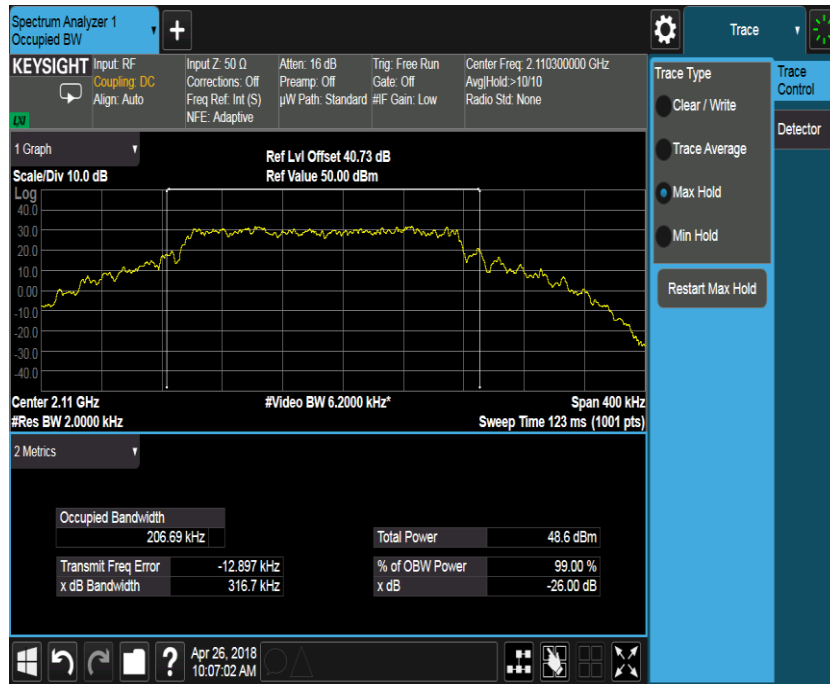 Spectrum Analyzer 1
Occupied BW
+
Trace
KEYSIGHT
Input: RF
Coupling: DC
Align: Auto
Input Z: 50 Ω
Corrections: Off
Freq Ref: Int (S)
NFE: Adaptive
Atten: 16 dB
Preamp: Off
µW Path: Standard
Trig: Free Run
Gate: Off
#IF Gain: Low
Center Freq: 2.110300000 GHz
Avg|Hold:>10/10
Radio Std: None
LXI
Trace Type
Clear / Write
Trace Average
Max Hold
Min Hold
Restart Max Hold
Trace
Control
Detector
1 Graph
Scale/Div 10.0 dB
Ref Lvl Offset 40.73 dB
Ref Value 50.00 dBm
Log
40.0
30.0
20.0
10.0
0.00
-10.0
-20.0
-30.0
-40.0
Center 2.11 GHz
#Video BW 6.2000 kHz*
Span 400 kHz
#Res BW 2.0000 kHz
Sweep Time 123 ms (1001 pts)
2 Metrics
Occupied Bandwidth
206.69 kHz
Total Power 48.6 dBm
Transmit Freq Error -12.897 kHz
% of OBW Power 99.00 %
x dB Bandwidth 316.7 kHz
x dB -26.00 dB
?
Apr 26, 2018
10:07:02 AM